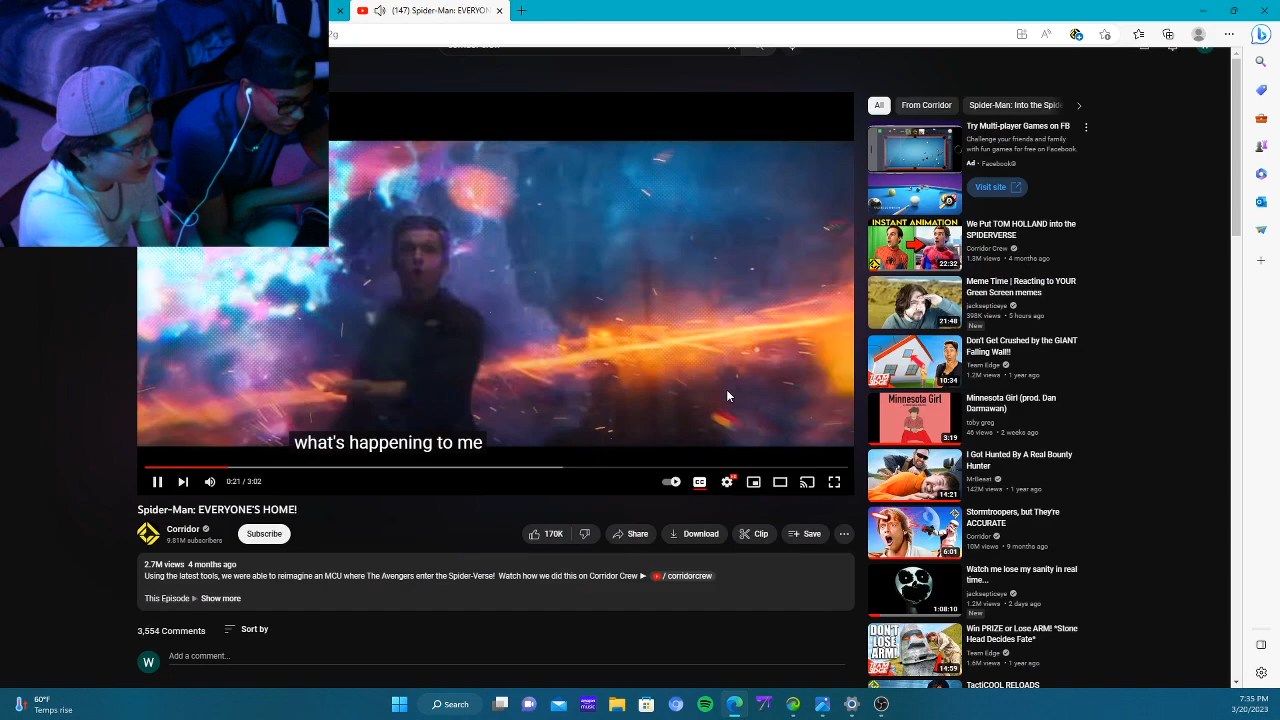 (147) Spider-Man: EVERYON
2g
All
From Corridor
Spider-Man: Into the Spide
Try Multi-player Games on FB
Challenge your friends and family
with fun games for free on Facebook.
Ad • Facebook
Visit site
INSTANT ANIMATION
22:32
We Put TOM HOLLAND into the
SPIDERVERSE
Corridor Crew
1.3M views • 4 months ago
21:48
Meme Time | Reacting to YOUR
Green Screen memes
jacksepticeye
393K views • 5 hours ago
New
TEAM EDGE
10:34
Don't Get Crushed by the GIANT
Falling Wall!!
Team Edge
1.2M views • 1 year ago
Minnesota Girl
3:19
Minnesota Girl (prod. Dan
Darmawan)
toby greg
46 views • 2 weeks ago
14:21
I Got Hunted By A Real Bounty
Hunter
MrBeast
142M views • 1 year ago
6:01
Stormtroopers, but They're
ACCURATE
Corridor
10M views • 9 months ago
1:08:10
Watch me lose my sanity in real
time...
jacksepticeye
1.2M views • 2 days ago
New
DON'T
LOSE
ARM!
TEAM EDGE
14:59
Win PRIZE or Lose ARM! *Stone
Head Decides Fate*
Team Edge
1.6M views • 1 year ago
TactiCOOL RELOADS
what's happening to me
0:21 / 3:02
CC
Spider-Man: EVERYONE'S HOME!
Corridor
9.81M subscribers
Subscribe
170K
Share
Download
Clip
Save
2.7M views 4 months ago
Using the latest tools, we were able to reimagine an MCU where The Avengers enter the Spider-Verse! Watch how we did this on Corridor Crew ► /corridorcrew
This Episode ► Show more
3,554 Comments
Sort by
W
Add a comment...
60°F
Temps rise
Search
mixi
7:35 PM
3/20/2023